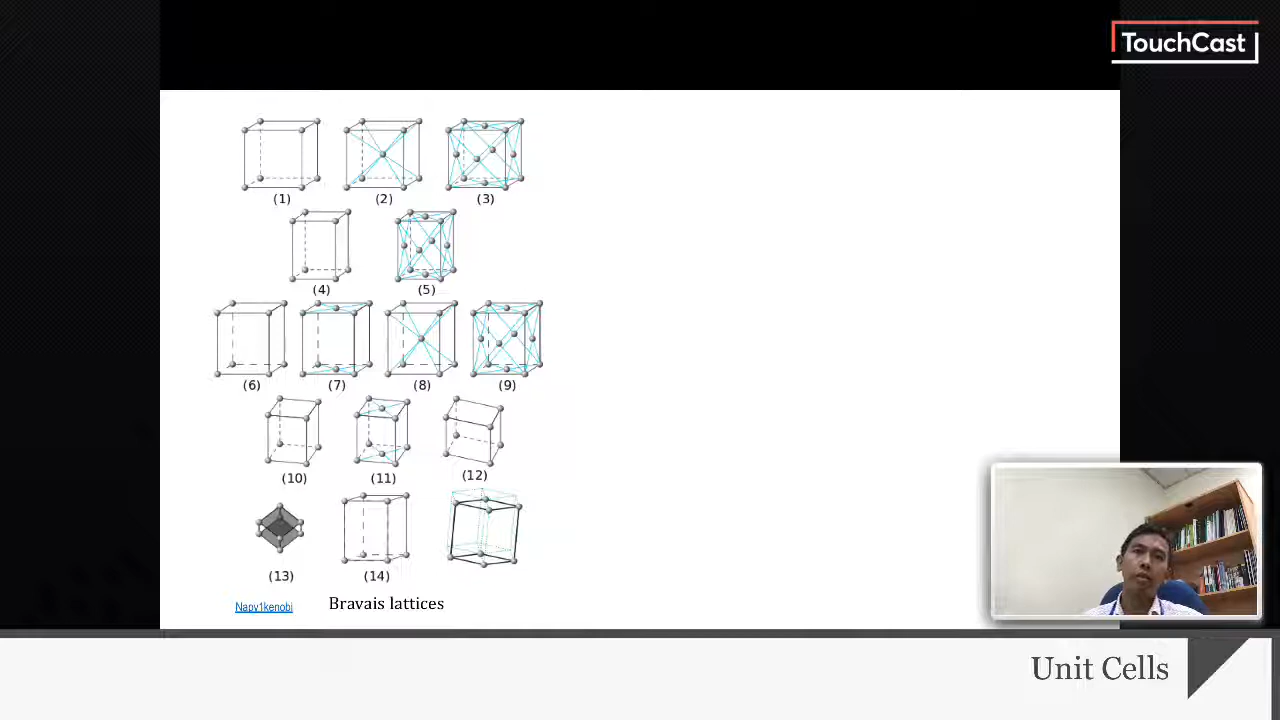 TouchCast
(1) (2) (3)
(4) (5)
(6) (7) (8) (9)
(10) (11) (12)
(13) (14)
Napy1kenobi Bravais lattices
Unit Cells